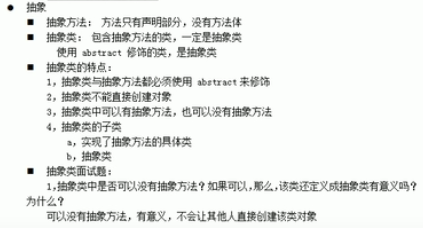 ● 抽象
■ 抽象方法： 方法只有声明部分，没有方法体
■ 抽象类： 包含抽象方法的类，一定是抽象类
使用 abstract 修饰的类，是抽象类
■ 抽象类的特点：
1，抽象类与抽象方法都必须使用 abstract来修饰
2，抽象类不能直接创建对象
3，抽象类中可以有抽象方法，也可以没有抽象方法
4，抽象类的子类
a，实现了抽象方法的具体类
b，抽象类
■ 抽象类面试题：
1,抽象类中是否可以没有抽象方法？如果可以,那么,该类还定义成抽象类有意义吗？
为什么？
可以没有抽象方法，有意义，不会让其他人直接创建该类对象